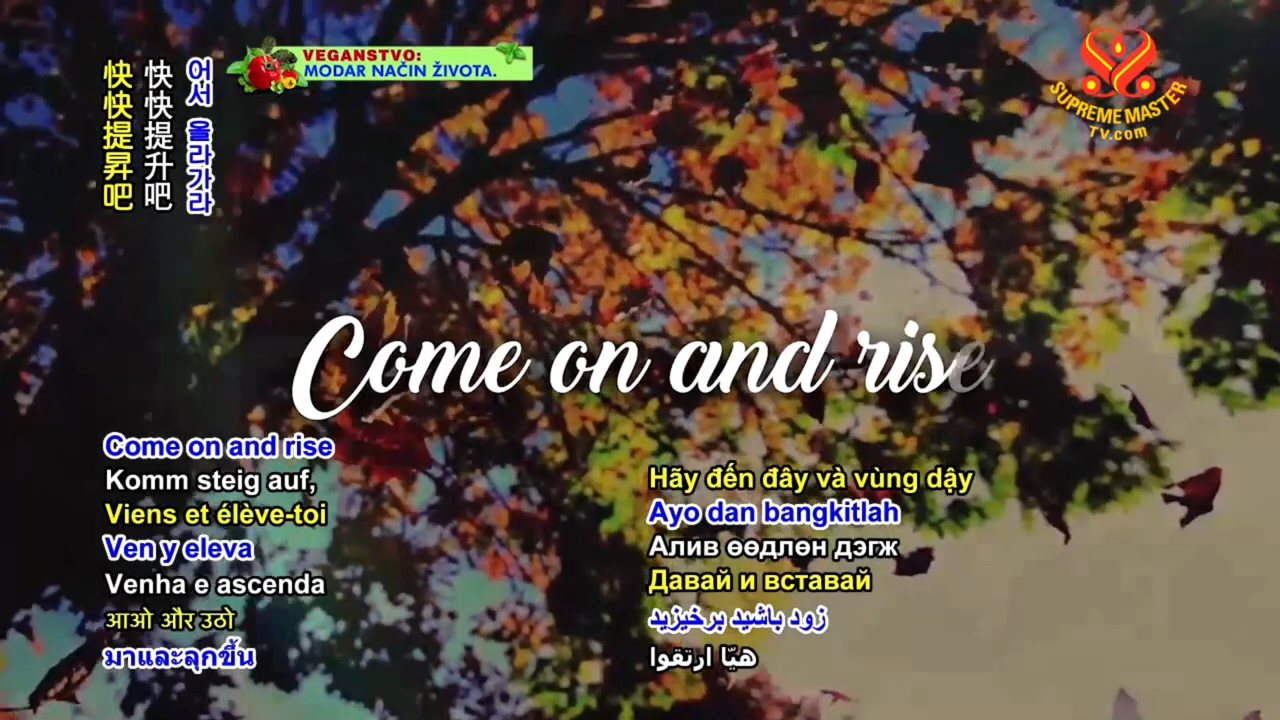 快快提昇吧
快快提升吧
어서 올라가라
VEGANSTVO:
MODAR NAČIN ŽIVOTA.
SUPREME MASTER
TV.com
Come on and rise
Come on and rise
Komm steig auf,
Viens et élève-toi
Ven y eleva
Venha e ascenda
आओ और उठो
มาและลุกขึ้น
Hãy đến đây và vùng dậy
Ayo dan bangkitlah
Алив өөдлөн дэгж
Давай и вставай
زود باشید برخیزید
هيّا ارتقوا